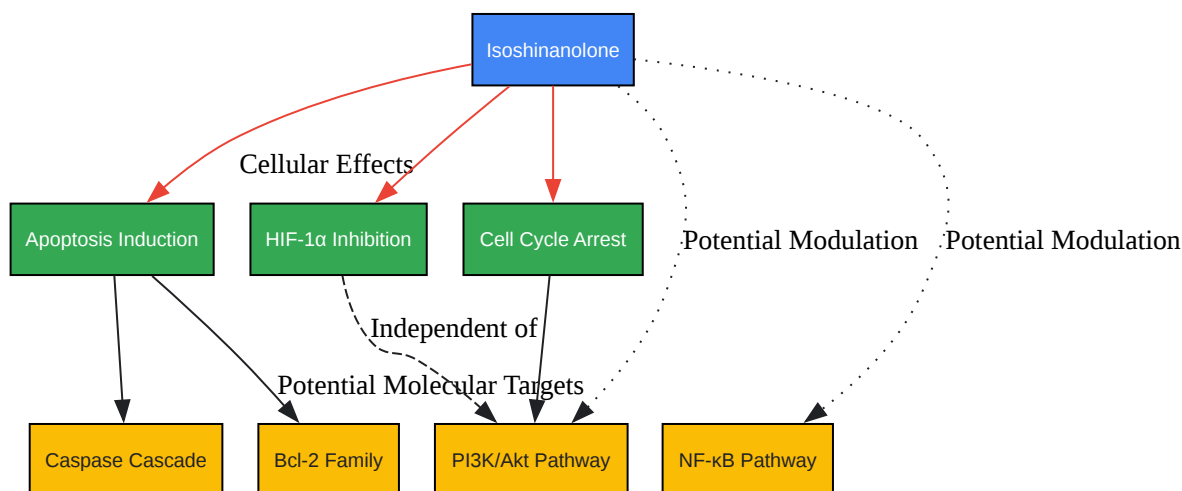 Isoshinanolone
Cellular Effects
Apoptosis Induction
HIF-1α Inhibition
Cell Cycle Arrest
Potential Modulation
Potential Modulation
Independent of
Potential Molecular Targets
Caspase Cascade
Bcl-2 Family
PI3K/Akt Pathway
NF-κB Pathway